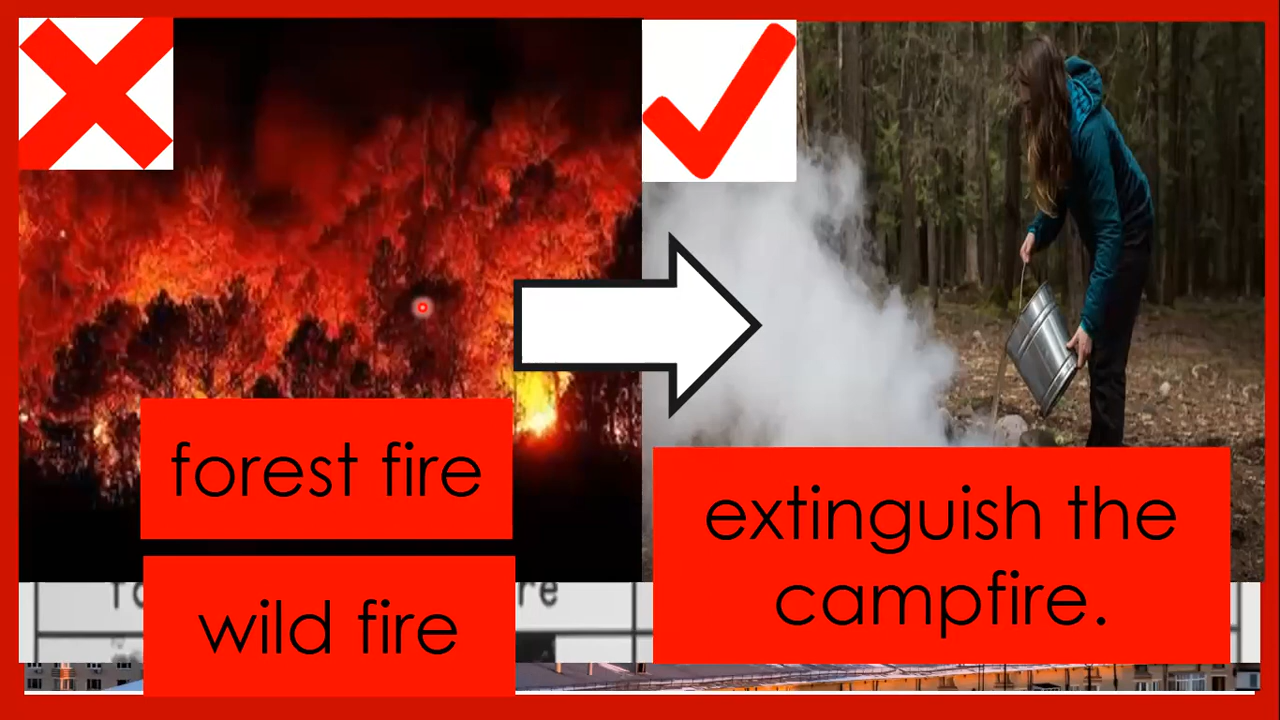 forest fire
wild fire
extinguish the
campfire.